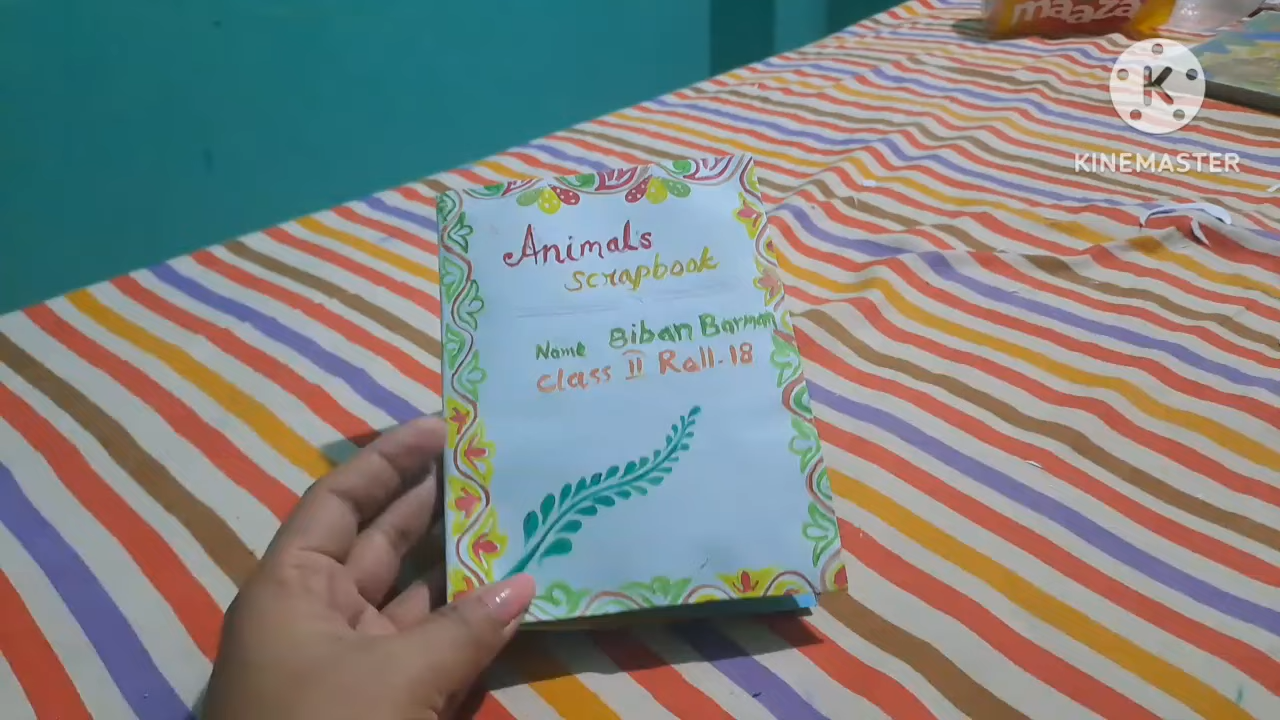 maaza
KINEMASTER
Animals
scrapbook
Name Biban Barman
Class II Roll-18